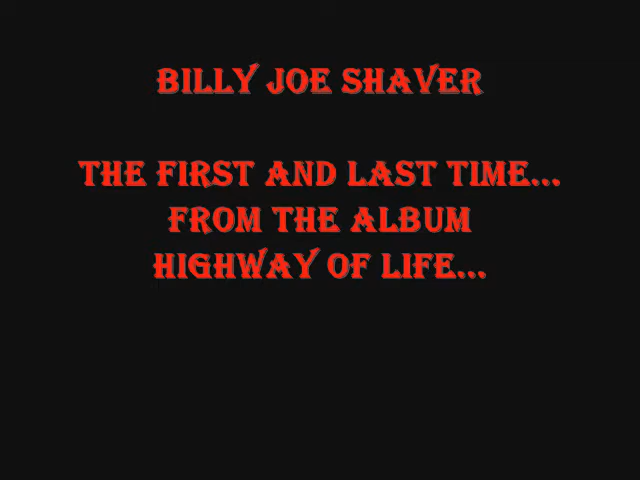 BILLY JOE SHAVER
THE FIRST AND LAST TIME...
FROM THE ALBUM
HIGHWAY OF LIFE...